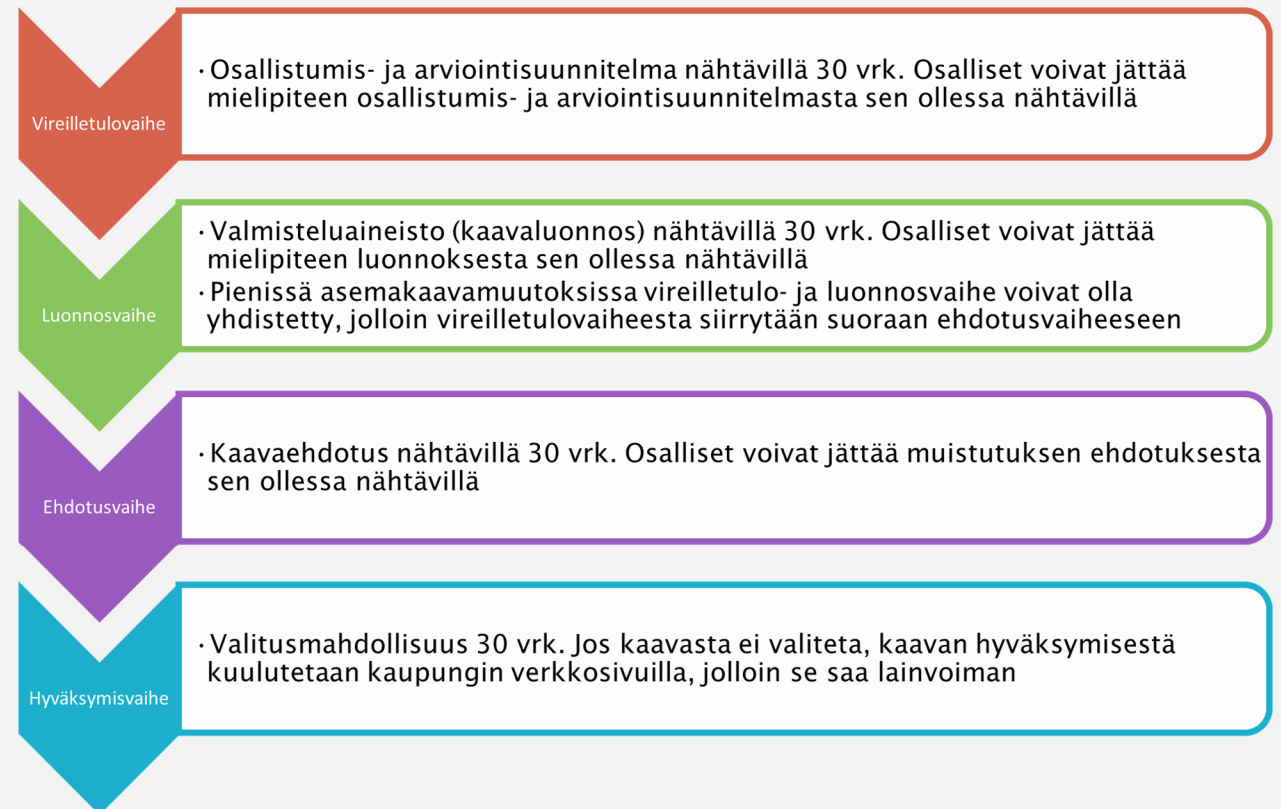 Vireilletulovaihe
· Osallistumis- ja arviointisuunnitelma nähtävillä 30 vrk. Osalliset voivat jättää
mielipiteen osallistumis- ja arviointisuunnitelmasta sen ollessa nähtävillä
Luonnosvaihe
· Valmisteluaineisto (kaavaluonnos) nähtävillä 30 vrk. Osalliset voivat jättää
mielipiteen luonnoksesta sen ollessa nähtävillä
· Pienissä asemakaavamuutoksissa vireilletulo- ja luonnosvaihe voivat olla
yhdistetty, jolloin vireilletulovaiheesta siirrytään suoraan ehdotusvaiheeseen
Ehdotusvaihe
· Kaavaehdotus nähtävillä 30 vrk. Osalliset voivat jättää muistutuksen ehdotuksesta
sen ollessa nähtävillä
Hyväksymisvaihe
· Valitusmahdollisuus 30 vrk. Jos kaavasta ei valiteta, kaavan hyväksymisestä
kuulutetaan kaupungin verkkosivuilla, jolloin se saa lainvoiman